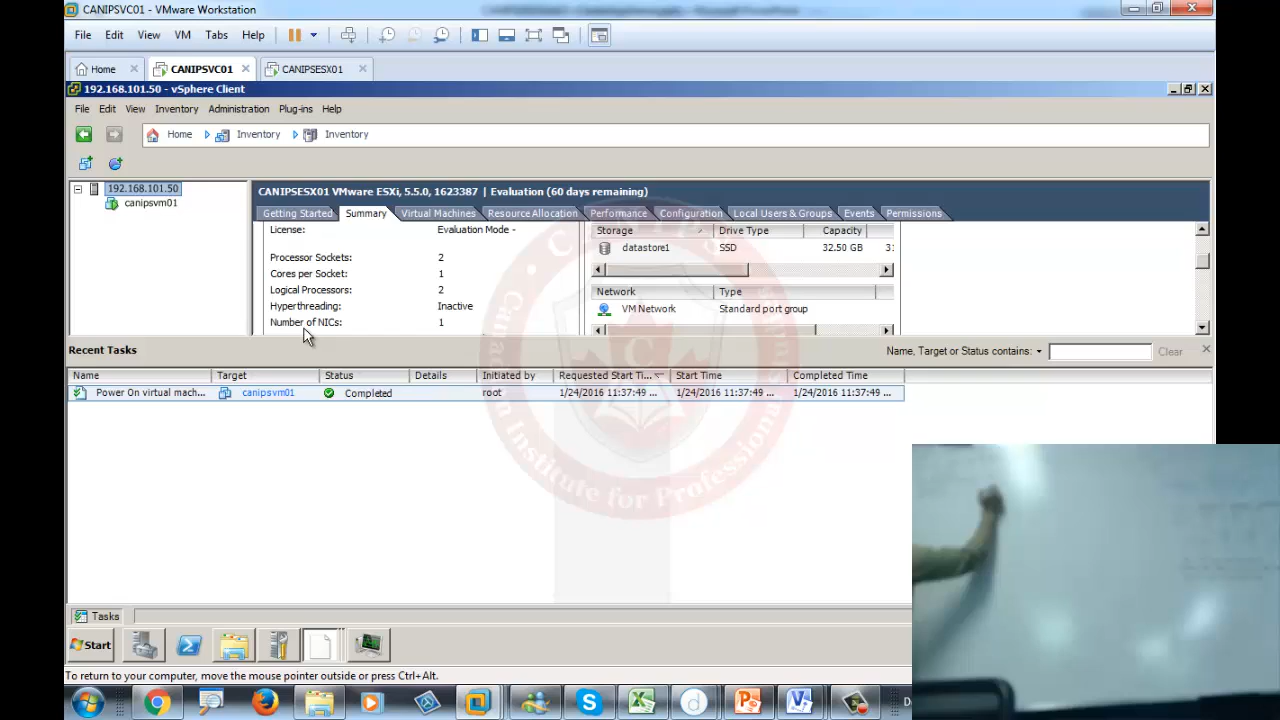 CANIPSVC01 - VMware Workstation
File Edit View VM Tabs Help
Home CANIPSVC01 CANIPSESX01
192.168.101.50 - vSphere Client
File Edit View Inventory Administration Plug-ins Help
Home Inventory Inventory
192.168.101.50
canipsvm01
CANIPSESX01 VMware ESXi, 5.5.0, 1623387 | Evaluation (60 days remaining)
Getting Started Summary Virtual Machines Resource Allocation Performance Configuration Local Users & Groups Events Permissions
License: Evaluation Mode -
Processor Sockets: 2
Cores per Socket: 1
Logical Processors: 2
Hyperthreading: Inactive
Number of NICs: 1
Storage Drive Type Capacity
datastore1 SSD 32.50 GB
Network Type
VM Network Standard port group
Recent Tasks
Name, Target or Status contains: Clear
Name Target Status Details Initiated by Requested Start Ti... Start Time Completed Time
Power On virtual mach... canipsvm01 Completed root 1/24/2016 11:37:49 ... 1/24/2016 11:37:49 ... 1/24/2016 11:37:49 ...
Institute for Professional
Tasks
Start
To return to your computer, move the mouse pointer outside or press Ctrl+Alt.